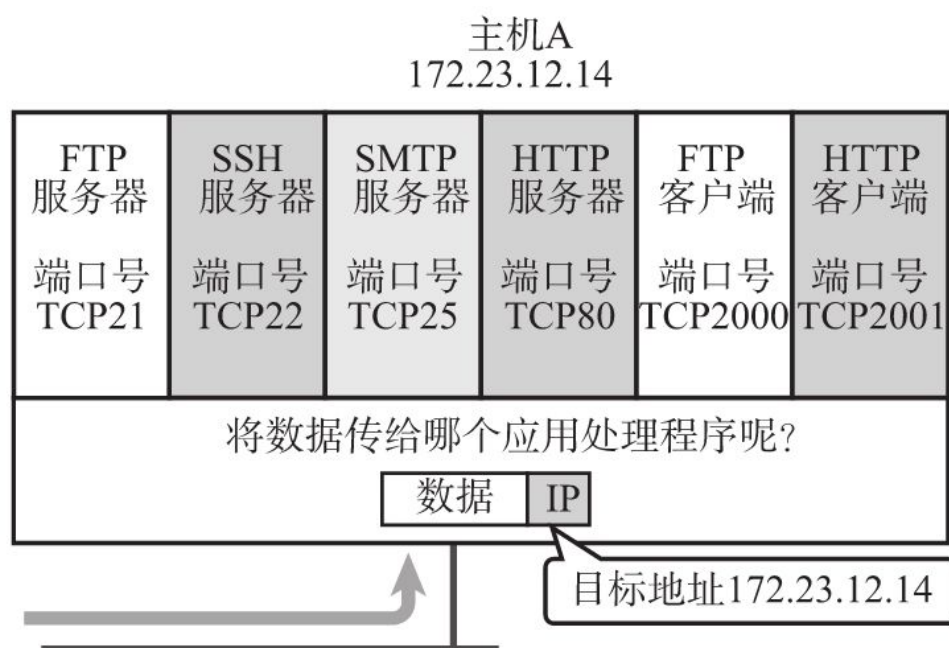 主机A
172.23.12.14
FTP
服务器
端口号
TCP21
SSH
服务器
端口号
TCP22
SMTP
服务器
端口号
TCP25
HTTP
服务器
端口号
TCP80
FTP
客户端
端口号
TCP2000
HTTP
客户端
端口号
TCP2001
将数据传给哪个应用处理程序呢?
数据 IP
目标地址172.23.12.14